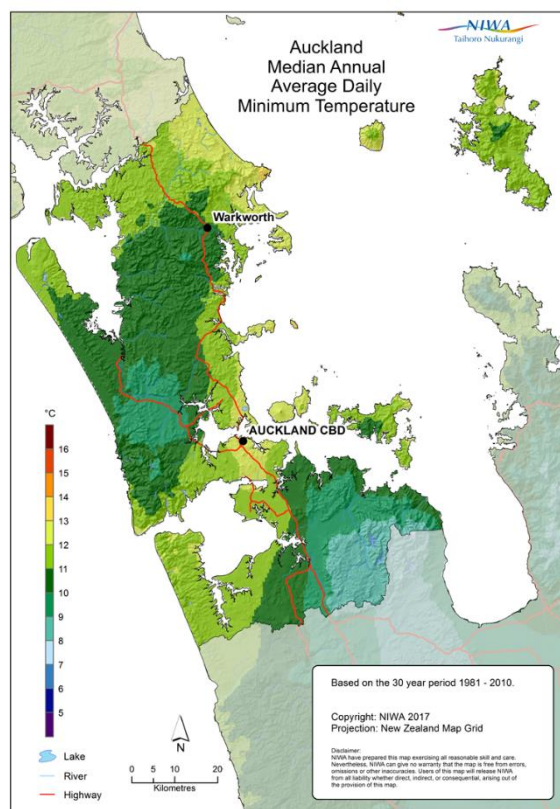 NIWA
Taihoro Nukurangi
Auckland
Median Annual
Average Daily
Minimum Temperature
Warkworth
AUCKLAND CBD
°C
16
15
14
13
12
11
10
9
8
7
6
5
Lake
River
Highway
N
0
5
10
20
Kilometres
Based on the 30 year period 1981 - 2010.
Copyright: NIWA 2017
Projection: New Zealand Map Grid
Disclaimer:
NIWA have prepared this map exercising all reasonable skill and care.
Nevertheless, NIWA can give no warranty that the map is free from errors,
omissions or other inaccuracies. Users of this map will release NIWA
from all liability whether direct, indirect, or consequential, arising out of
the provision of this map.